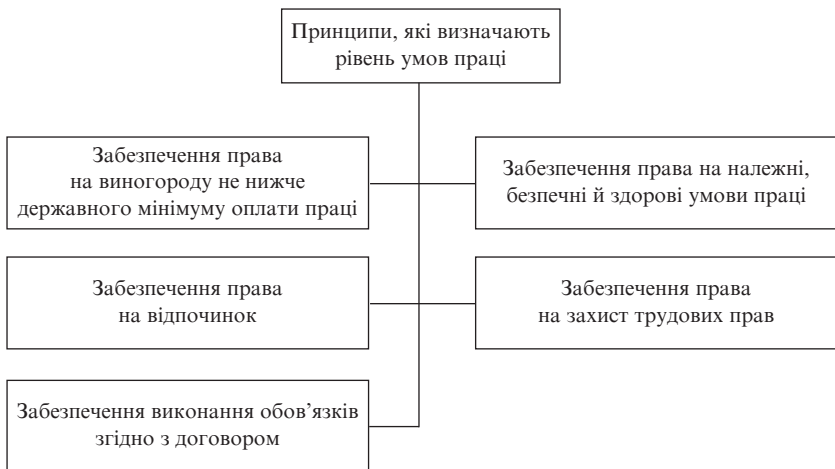 Принципи, які визначають
рівень умов праці
Забезпечення права
на виногороду не нижче
державного мінімуму оплати праці
Забезпечення права на належні,
безпечні й здорові умови праці
Забезпечення права
на відпочинок
Забезпечення права
на захист трудових прав
Забезпечення виконання обов’язків
згідно з договором